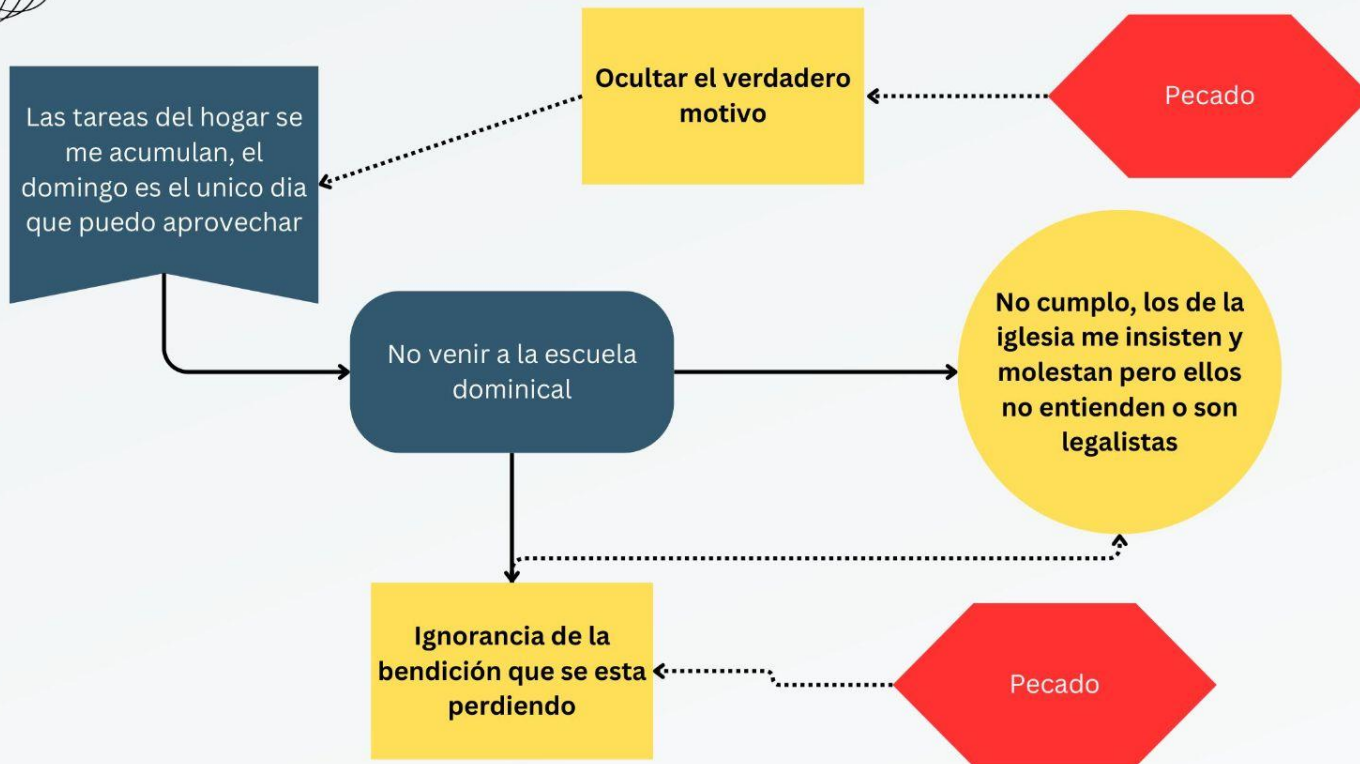 Ocultar el verdadero
motivo
Pecado
Las tareas del hogar se
me acumulan, el
domingo es el unico dia
que puedo aprovechar
No venir a la escuela
dominical
No cumplo, los de la
iglesia me insisten y
molestan pero ellos
no entienden o son
legalistas
Ignorancia de la
bendición que se esta
perdiendo
Pecado